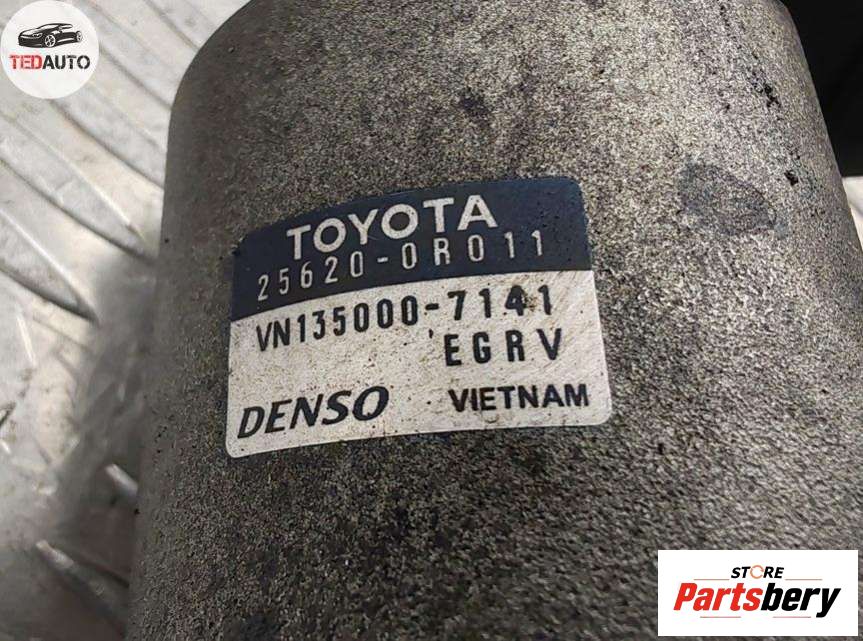 TEDAUTO
TOYOTA
25620-0R011
VN135000-7141
EGRV
DENSO VIETNAM
STORE
Partsbery